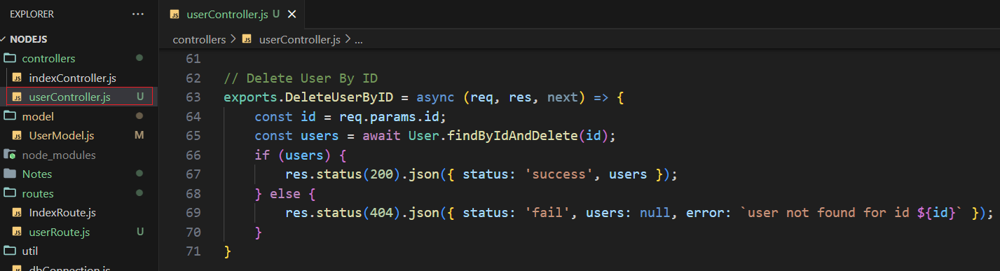 EXPLORER
···
NODEJS
controllers
indexController.js
userController.js U
model
UserModel.js M
node_modules
Notes
routes
IndexRoute.js
userRoute.js U
util
dbConnection.js
userController.js U
controllers > userController.js > ...
61
62 // Delete User By ID
63 exports.DeleteUserByID = async (req, res, next) => {
64     const id = req.params.id;
65     const users = await User.findByIdAndDelete(id);
66     if (users) {
67         res.status(200).json({ status: 'success', users });
68     } else {
69         res.status(404).json({ status: 'fail', users: null, error: `user not found for id ${id}` });
70     }
71 }